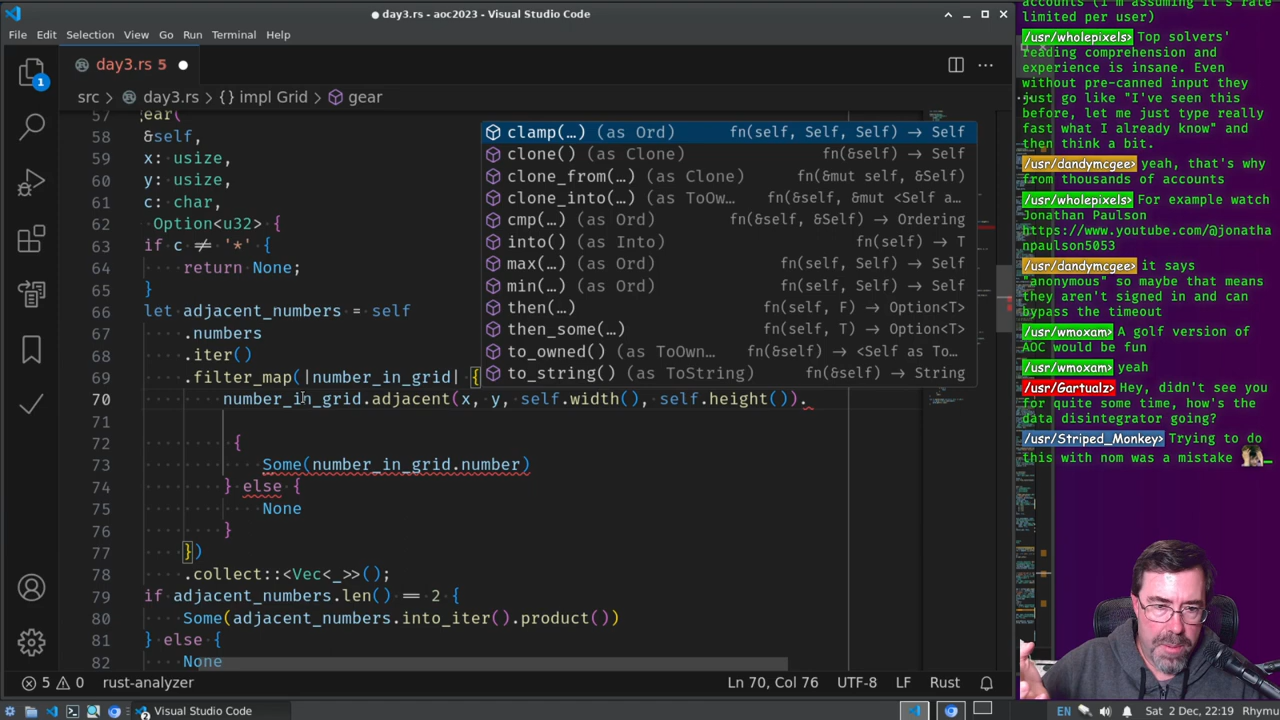 day3.rs - aoc2023 - Visual Studio Code
File Edit Selection View Go Run Terminal Help
day3.rs 5
src > day3.rs > {} impl Grid > gear
57 ear(
58 &self,
59 x: usize,
60 y: usize,
61 c: char,
62 Option<u32> {
63 if c ≠ '*' {
64 return None;
65 }
66 let adjacent_numbers = self
67 .numbers
68 .iter()
69 .filter_map(|number_in_grid| {
70 number_in_grid.adjacent(x, y, self.width(), self.height()).
71
72 {
73 Some(number_in_grid.number)
74 } else {
75 None
76 }
77 })
78 .collect::<Vec<_>>();
79 if adjacent_numbers.len() == 2 {
80 Some(adjacent_numbers.into_iter().product())
81 } else {
82 None
clamp(…) (as Ord) fn(self, Self, Self) → Self
clone() (as Clone) fn(&self) → Self
clone_from(…) (as Clone) fn(&mut self, &Self)
clone_into(…) (as ToOw… fn(&self, &mut <Self a…
cmp(…) (as Ord) fn(&self, &Self) → Ordering
into() (as Into) fn(self) → T
max(…) (as Ord) fn(self, Self) → Self
min(…) (as Ord) fn(self, Self) → Self
then(…) fn(self, F) → Option<T>
then_some(…) fn(self, T) → Option<T>
to_owned() (as ToOwn… fn(&self) → <Self as To…
to_string() (as ToString) fn(&self) → String
5 0 rust-analyzer Ln 70, Col 76 UTF-8 LF Rust
Visual Studio Code EN Sat 2 Dec, 22:19 Rhymu
accounts (i'm assuming it's rate
limited per user)
/usr/wholepixels> Top solvers'
reading comprehension and
experience is insane. Even
without pre-canned input they
just go like "I've seen this
before, let me just type really
fast what I already know" and
then think a bit.
/usr/dandymcgee> yeah, that's why
from thousands of accounts
/usr/wholepixels> For example watch
Jonathan Paulson
https://www.youtube.com/@jonatha
npaulson5053
/usr/dandymcgee> it says
"anonymous" so maybe that means
they aren't signed in and can
bypass the timeout
/usr/wmoxam> A golf version of
AOC would be fun
/usr/wmoxam> yeah
/usr/Gartualz> Hey, didn't see you
for quite some time, how's the
data disintegrator going?
/usr/Striped_Monkey> Trying to do
this with nom was a mistake